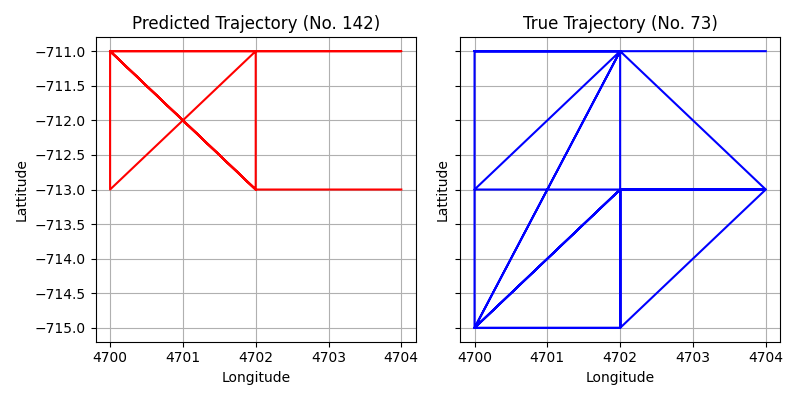 Predicted Trajectory (No. 142)
True Trajectory (No. 73)
Lattitude
−711.0
−711.5
−712.0
−712.5
−713.0
−713.5
−714.0
−714.5
−715.0
4700 4701 4702 4703 4704
Longitude
Lattitude
4700 4701 4702 4703 4704
Longitude